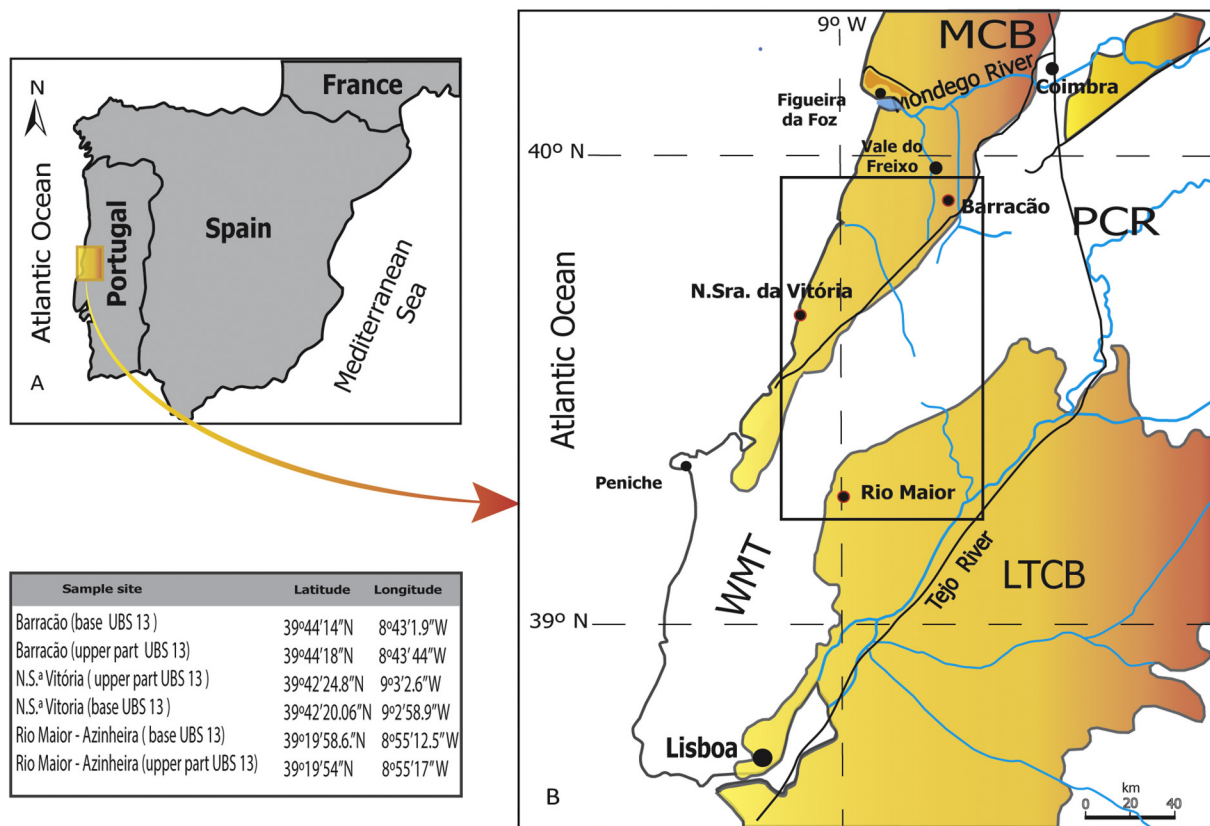 N
France
Atlantic Ocean
Portugal
Spain
Mediterranean
Sea
A
Sample site Latitude Longitude
Barracão (base UBS 13 ) 39º44'14"N 8º43'1.9"W
Barracão (upper part UBS 13) 39º44'18"N 8º43'44"W
N.S.ª Vitória ( upper part UBS 13 ) 39º42'24.8"N 9º3'2.6"W
N.S.ª Vitoria (base UBS 13 ) 39º42'20.06"N 9º2'58.9"W
Rio Maior - Azinheira ( base UBS 13) 39º19'58.6."N 8º55'12.5"W
Rio Maior - Azinheira (upper part UBS 13) 39º19'54"N 8º55'17"W
9º W
MCB
Mondego River
Coimbra
Figueira
da Foz
40º N
Vale do
Freixo
Barracão
PCR
N.Sra. da Vitória
Atlantic Ocean
Peniche
Rio Maior
WMT
Tejo River
LTCB
39º N
Lisboa
B
km
0 20 40